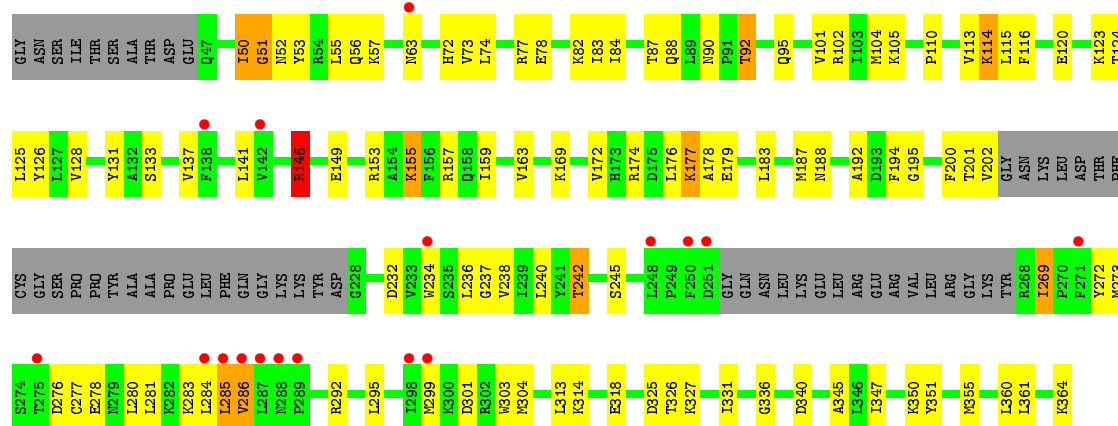 GLY ASN SER ILE THR SER ALA THR ASP GLU Q47 I50 G51 N52 Y53 R54 L55 Q56 K57 N63 H72 V73 L74 R77 E78 K82 I83 I84 T87 Q88 L89 N90 P91 T92 Q95 V101 R102 I103 M104 K105 P110 V113 K114 L115 F116 E120 K123 T124
L125 Y126 L127 V128 Y131 A132 S133 V137 F138 L141 V142 R146 E149 R153 A154 K155 F156 R157 Q158 I159 V163 K169 V172 H173 R174 D175 L176 K177 A178 E179 L183 M187 N188 A192 D193 F194 G195 F200 T201 V202 GLY ASN LYS LEU ASP THR PHE
CYS GLY SER PRO PRO TYR ALA ALA PRO GLU LEU PHE GLN GLY LYS LYS TYR ASP G228 D232 V233 W234 S235 L236 G237 V238 I239 L240 Y241 T242 S245 L248 P249 F250 D251 GLY GLN ASN LEU LYS GLU LEU ARG GLU ARG VAL LEU ARG GLY LYS TYR R268 I269 P270 F271 Y272 M273
S274 T275 D276 C277 E278 N279 L280 L281 K282 K283 L284 L285 V286 L287 N288 P289 R292 L295 I298 M299 K300 D301 R302 W303 M304 L313 K314 E318 D325 T326 K327 I331 G336 D340 A345 L346 I347 K350 Y351 M355 L360 L361 K364